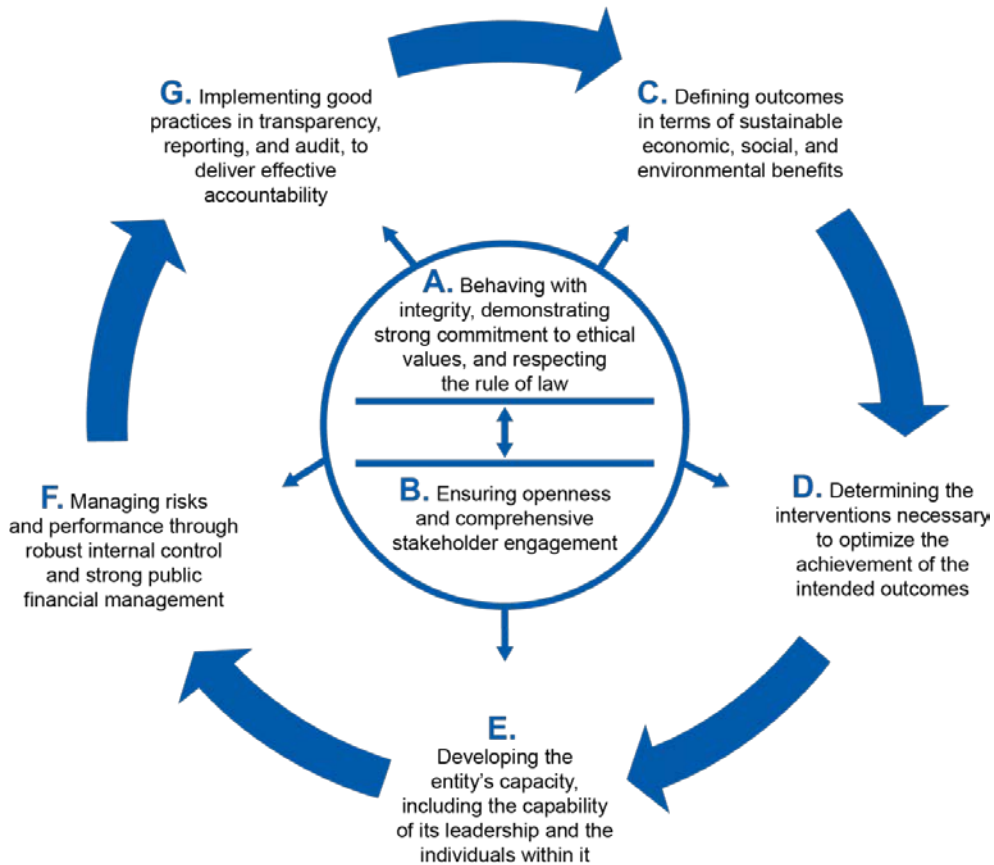 G. Implementing good
practices in transparency,
reporting, and audit, to
deliver effective
accountability
C. Defining outcomes
in terms of sustainable
economic, social, and
environmental benefits
A. Behaving with
integrity, demonstrating
strong commitment to ethical
values, and respecting
the rule of law
B. Ensuring openness
and comprehensive
stakeholder engagement
F. Managing risks
and performance through
robust internal control
and strong public
financial management
D. Determining the
interventions necessary
to optimize the
achievement of the
intended outcomes
E.
Developing the
entity's capacity,
including the capability
of its leadership and the
individuals within it